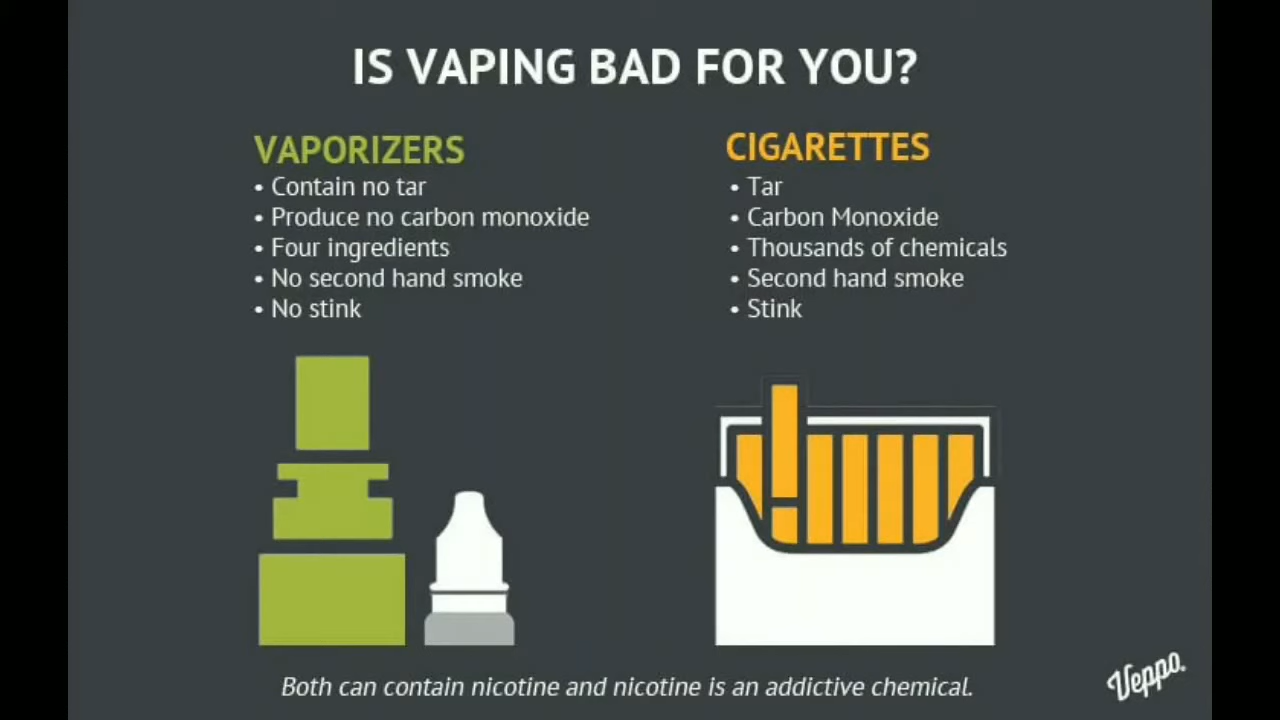 IS VAPING BAD FOR YOU?
VAPORIZERS
• Contain no tar
• Produce no carbon monoxide
• Four ingredients
• No second hand smoke
• No stink
CIGARETTES
• Tar
• Carbon Monoxide
• Thousands of chemicals
• Second hand smoke
• Stink
Both can contain nicotine and nicotine is an addictive chemical.
Veppo.